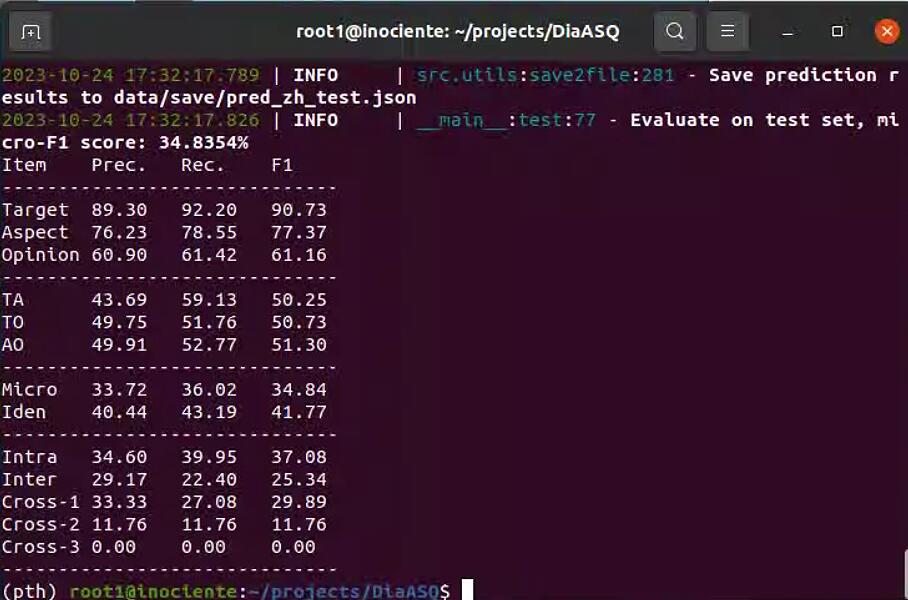 root1@inociente: ~/projects/DiaASQ
2023-10-24 17:32:17.789 | INFO     | src.utils:save2file:281 - Save prediction r
esults to data/save/pred_zh_test.json
2023-10-24 17:32:17.826 | INFO     | __main__:test:77 - Evaluate on test set, mi
cro-F1 score: 34.8354%
Item    Prec.   Rec.    F1
------------------------------
Target  89.30   92.20   90.73
Aspect  76.23   78.55   77.37
Opinion 60.90   61.42   61.16
------------------------------
TA      43.69   59.13   50.25
TO      49.75   51.76   50.73
AO      49.91   52.77   51.30
------------------------------
Micro   33.72   36.02   34.84
Iden    40.44   43.19   41.77
------------------------------
Intra   34.60   39.95   37.08
Inter   29.17   22.40   25.34
Cross-1 33.33   27.08   29.89
Cross-2 11.76   11.76   11.76
Cross-3 0.00    0.00    0.00
------------------------------
(pth) root1@inociente:~/projects/DiaASQ$